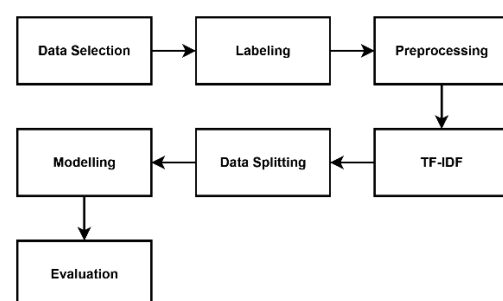 Data Selection
Labeling
Preprocessing
TF-IDF
Data Splitting
Modelling
Evaluation